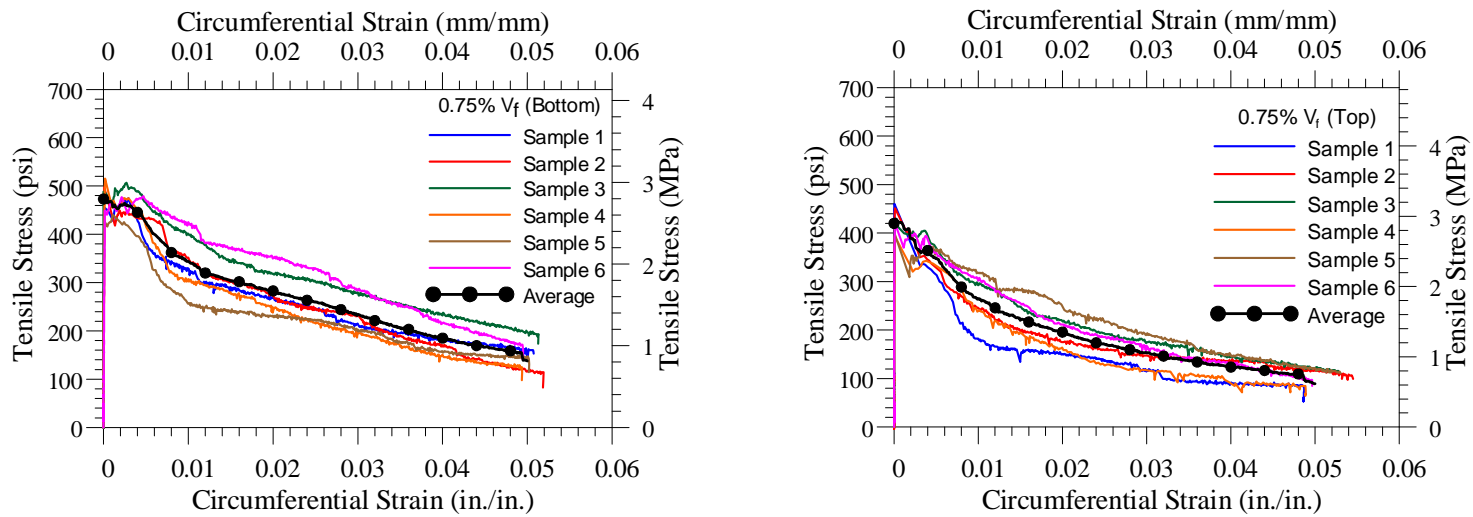 Circumferential Strain (mm/mm)
0 0.01 0.02 0.03 0.04 0.05 0.06
700
600
500
400
300
200
100
0
Tensile Stress (psi)
4
3
2
1
0
Tensile Stress (MPa)
0.75% Vf (Bottom)
Sample 1
Sample 2
Sample 3
Sample 4
Sample 5
Sample 6
Average
0 0.01 0.02 0.03 0.04 0.05 0.06
Circumferential Strain (in./in.)
Circumferential Strain (mm/mm)
0 0.01 0.02 0.03 0.04 0.05 0.06
700
600
500
400
300
200
100
0
Tensile Stress (psi)
4
3
2
1
0
Tensile Stress (MPa)
0.75% Vf (Top)
Sample 1
Sample 2
Sample 3
Sample 4
Sample 5
Sample 6
Average
0 0.01 0.02 0.03 0.04 0.05 0.06
Circumferential Strain (in./in.)